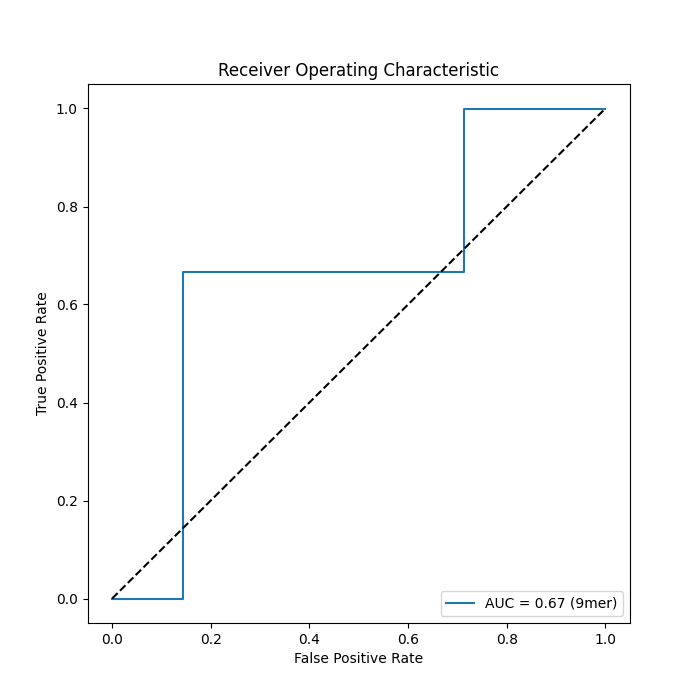 Receiver Operating Characteristic
1.0
0.8
0.6
0.4
0.2
0.0
True Positive Rate
AUC = 0.67 (9mer)
0.0 0.2 0.4 0.6 0.8 1.0
False Positive Rate